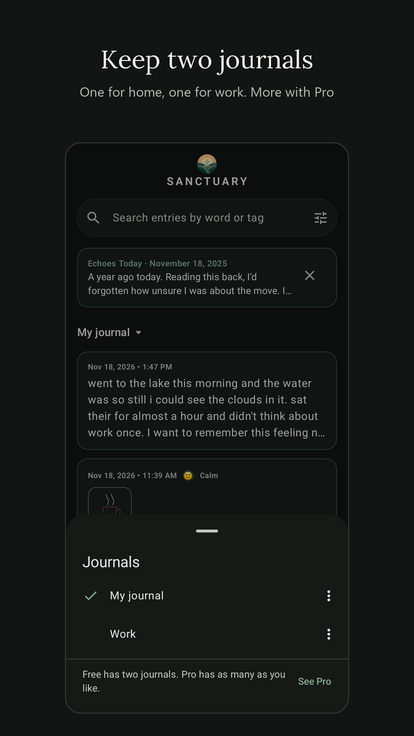 Keep two journals
One for home, one for work. More with Pro
SANCTUARY
Search entries by word or tag
Echoes Today · November 18, 2025
A year ago today. Reading this back, I'd
forgotten how unsure I was about the move. I...
My journal
Nov 18, 2026 • 1:47 PM
went to the lake this morning and the water
was so still i could see the clouds in it. sat
their for almost a hour and didn't think about
work once. I want to remember this feeling n...
Nov 18, 2026 • 11:39 AM Calm
Journals
My journal
Work
Free has two journals. Pro has as many as you
like.
See Pro